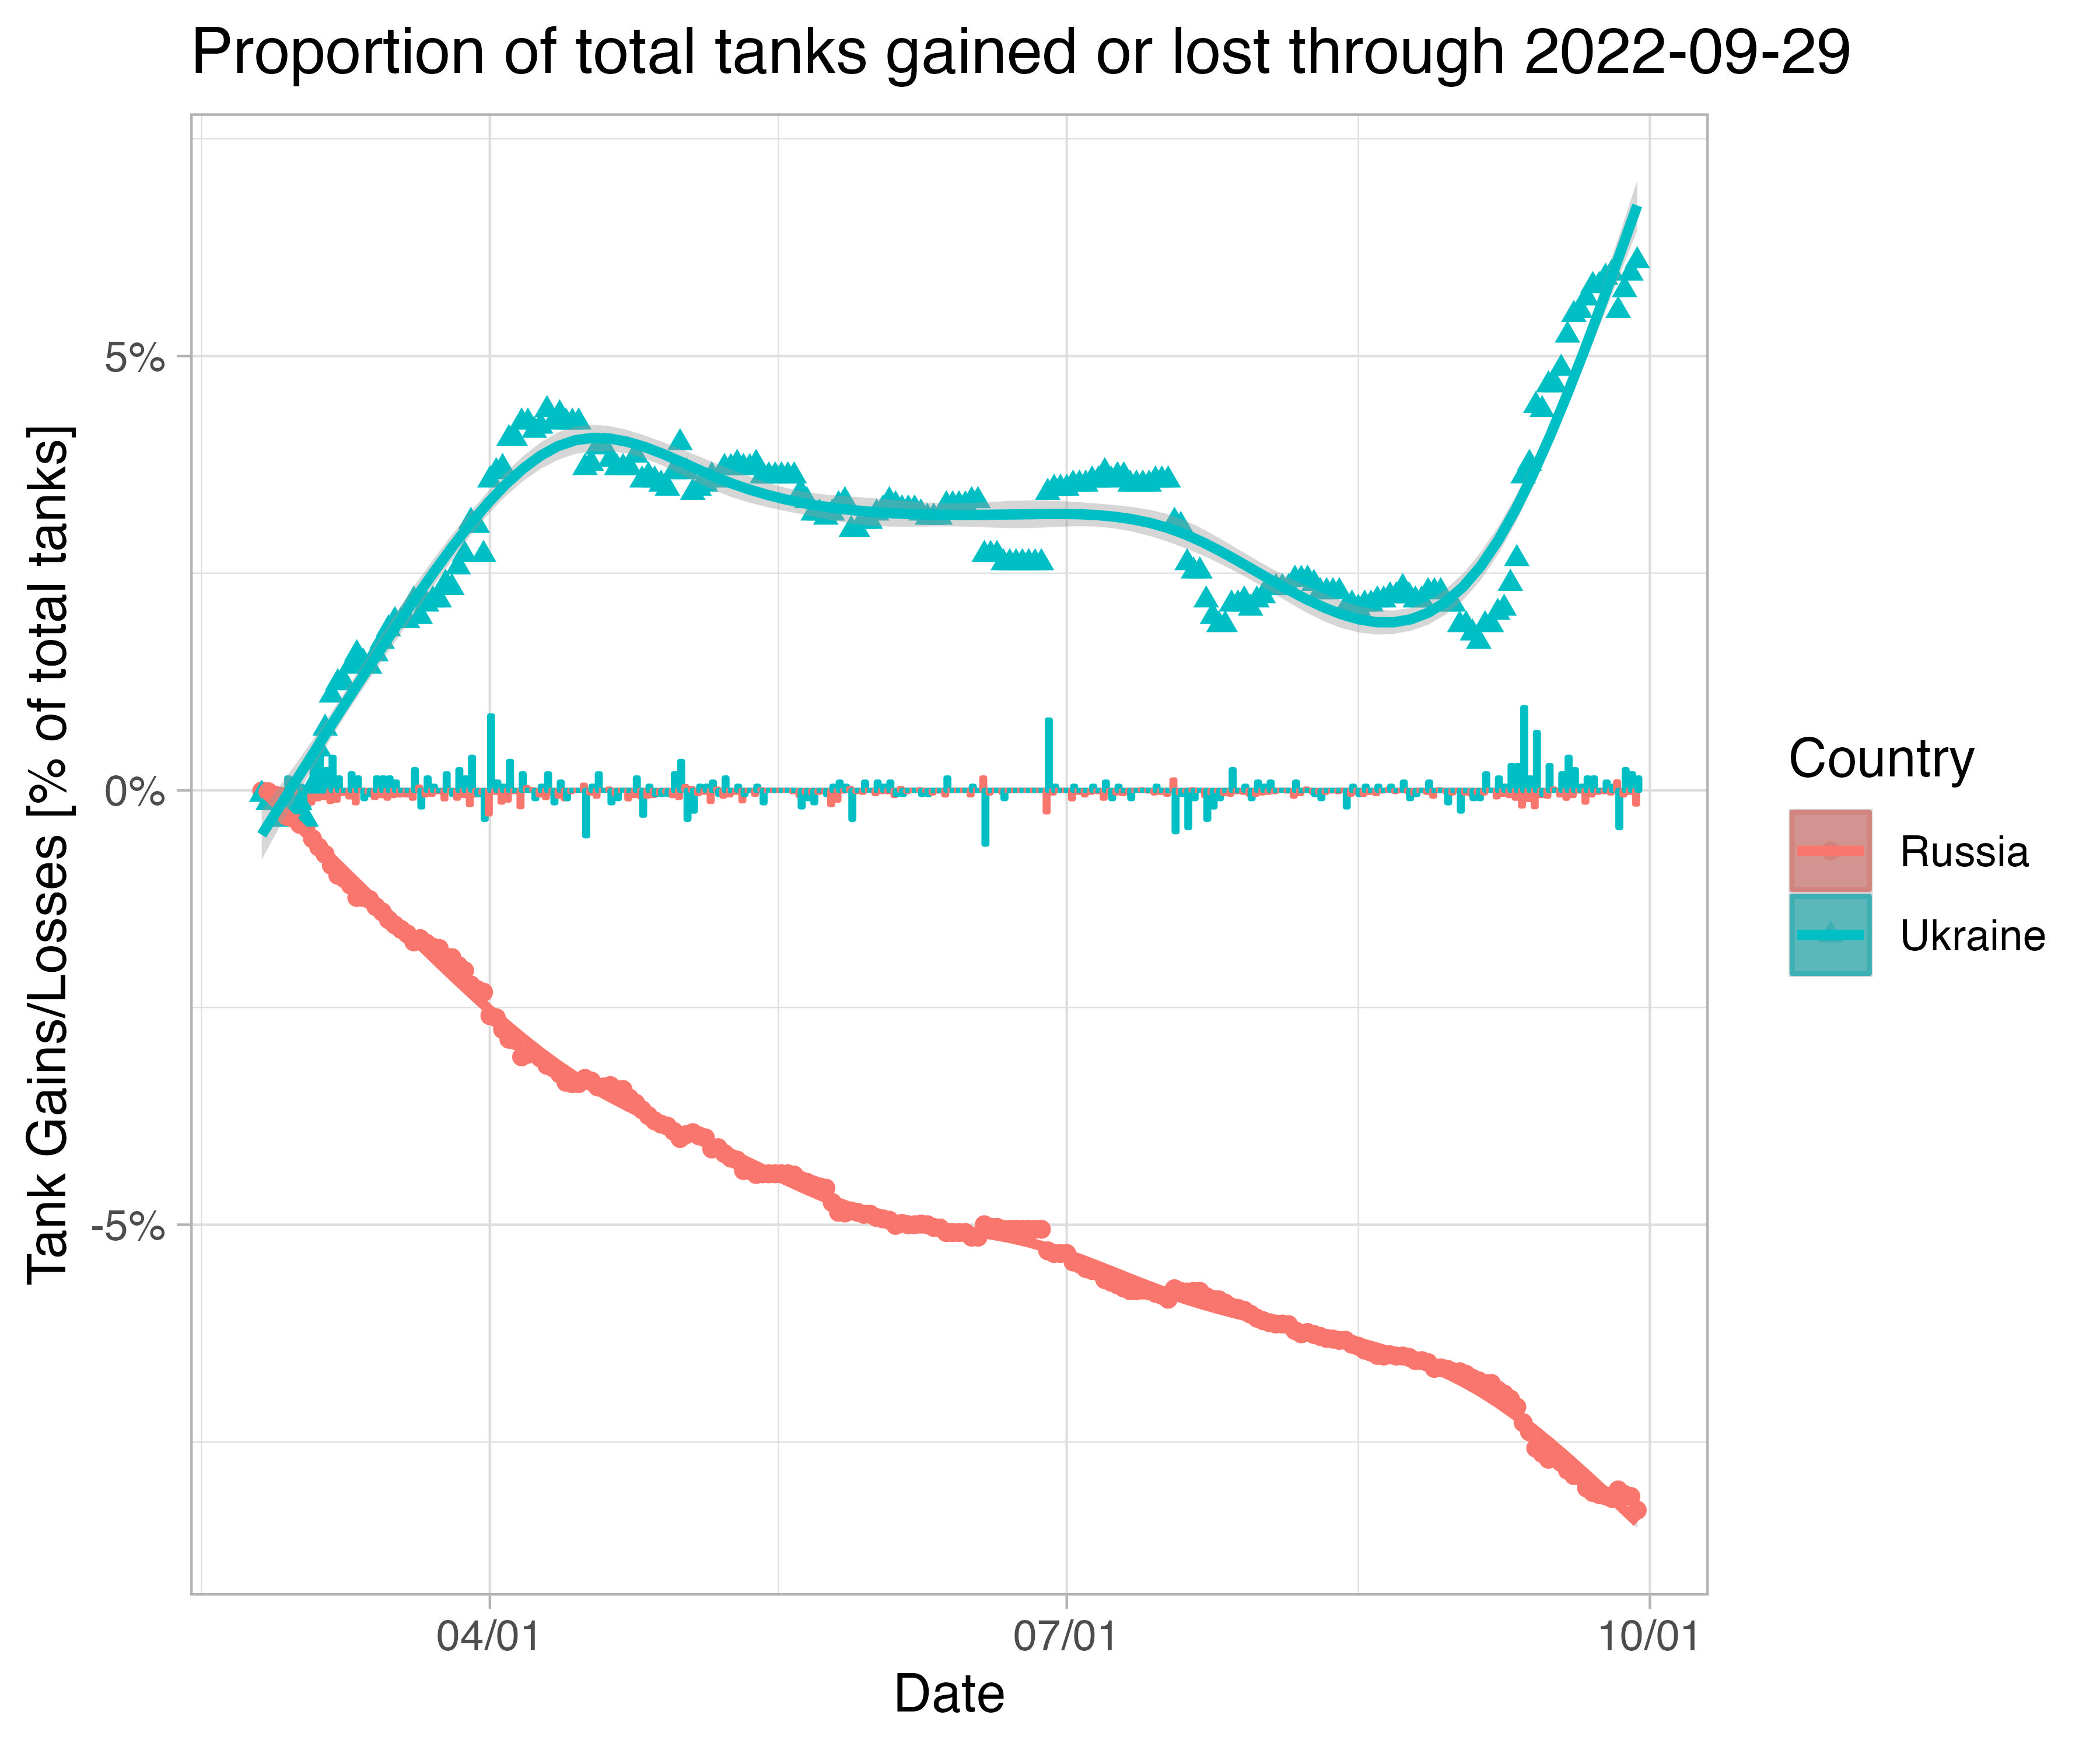 Proportion of total tanks gained or lost through 2022-09-29
Tank Gains/Losses [% of total tanks]
5%
0%
-5%
04/01
07/01
10/01
Date
Country
Russia
Ukraine